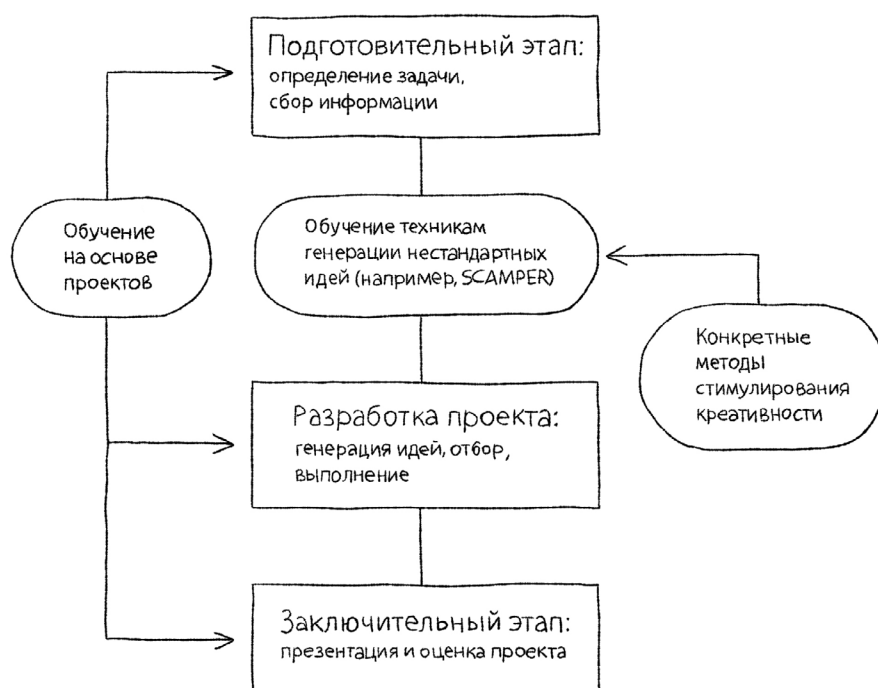 Подготовительный этап:
определение задачи,
сбор информации
Обучение
на основе
проектов
Обучение техникам
генерации нестандартных
идей (например, SCAMPER)
Конкретные
методы
стимулирования
креативности
Разработка проекта:
генерация идей, отбор,
выполнение
Заключительный этап:
презентация и оценка проекта